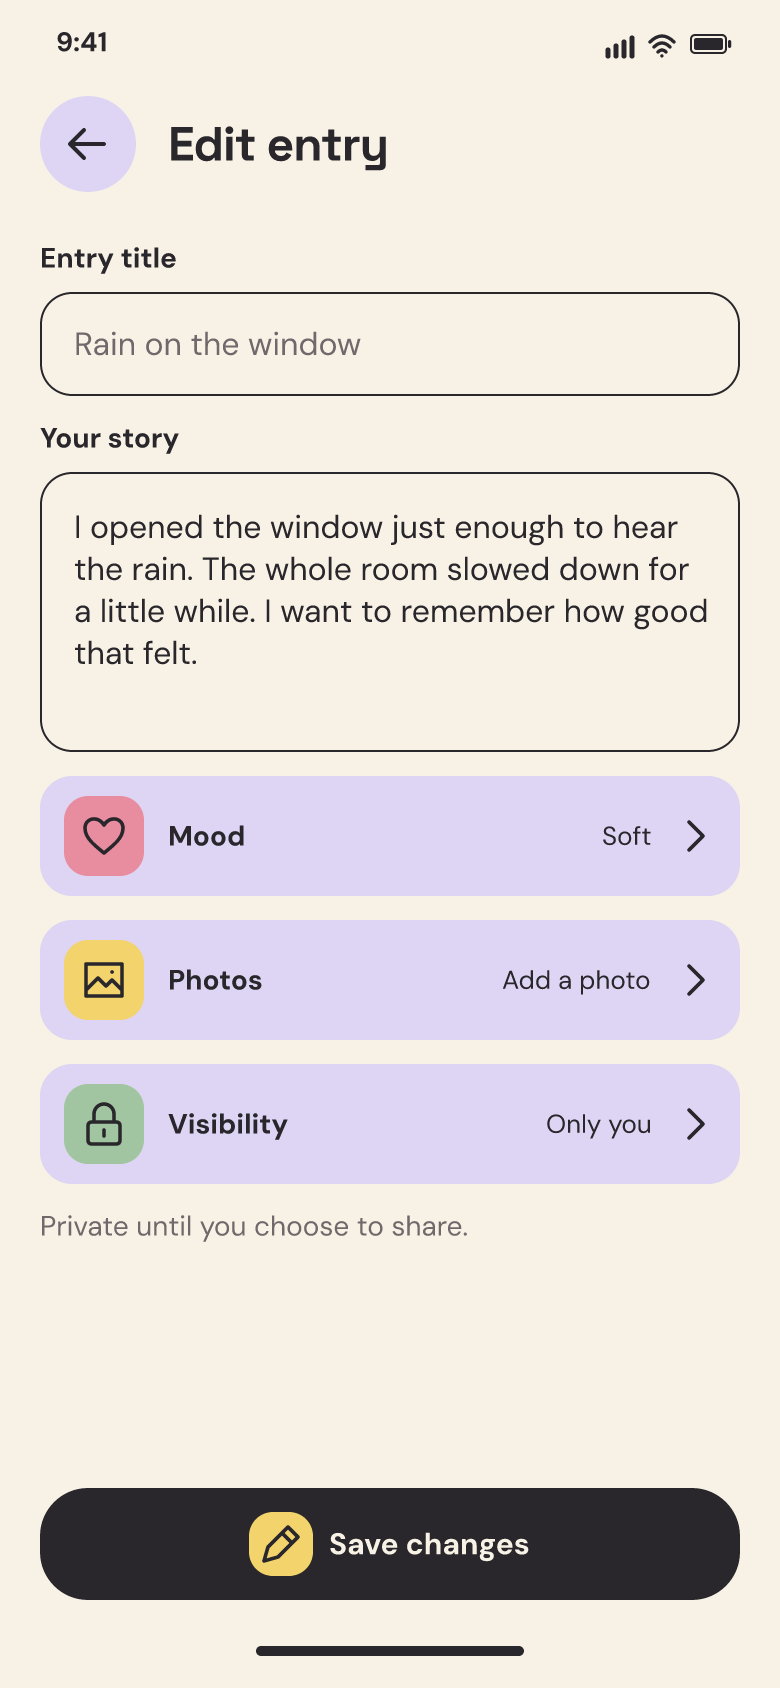 9:41
Edit entry
Entry title
Rain on the window
Your story
I opened the window just enough to hear
the rain. The whole room slowed down for
a little while. I want to remember how good
that felt.
Mood
Soft
Photos
Add a photo
Visibility
Only you
Private until you choose to share.
Save changes